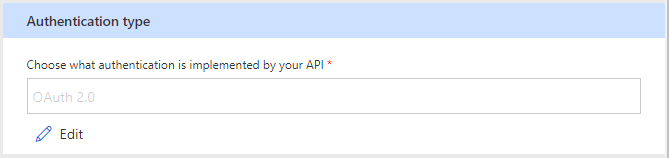 Authentication type
Choose what authentication is implemented by your API *
OAuth 2.0
Edit